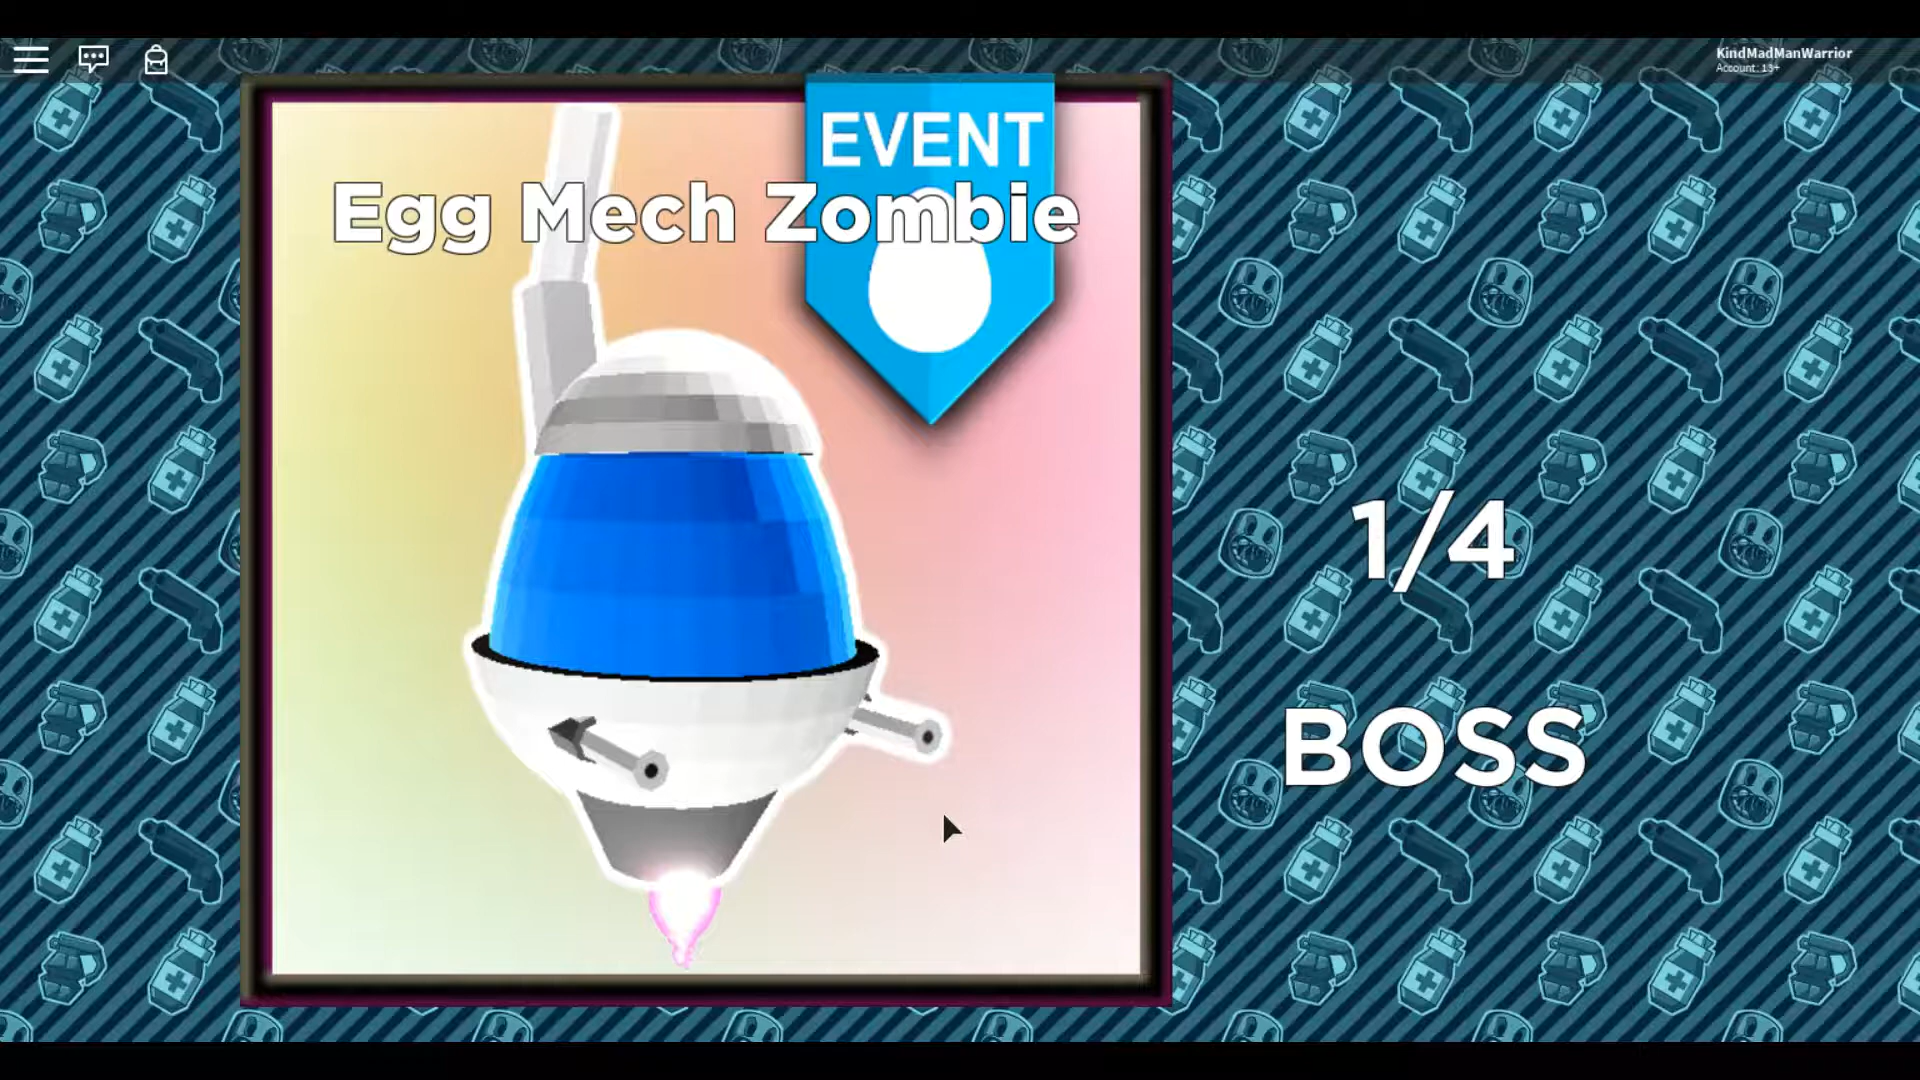 KindMadManWarrior
Account: 13+
EVENT
Egg Mech Zombie
1/4
BOSS